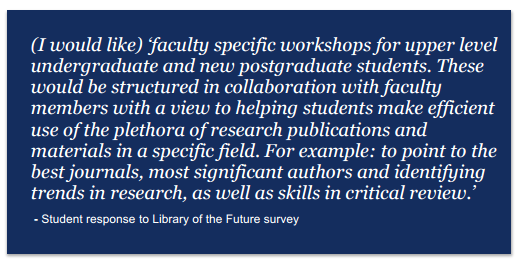 (I would like) ‘faculty specific workshops for upper level
undergraduate and new postgraduate students. These
would be structured in collaboration with faculty
members with a view to helping students make efficient
use of the plethora of research publications and
materials in a specific field. For example: to point to the
best journals, most significant authors and identifying
trends in research, as well as skills in critical review.’
- Student response to Library of the Future survey